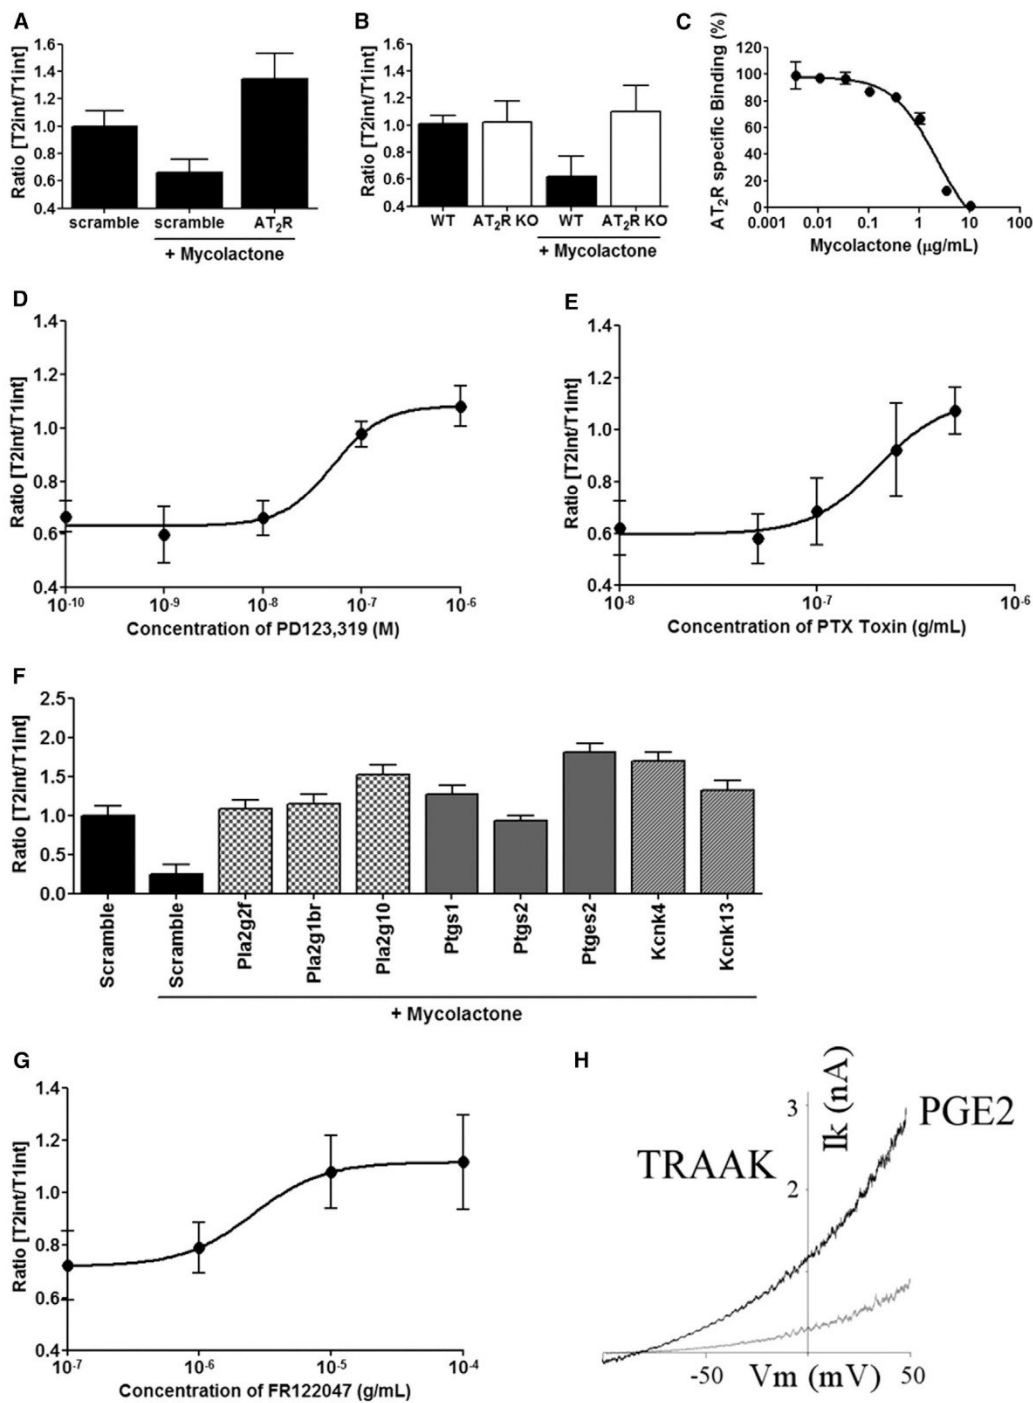 A
Ratio [T2int/T1int]
1.6
1.4
1.2
1.0
0.8
0.6
0.4
scramble scramble AT2R
+ Mycolactone
B
Ratio [T2int/T1int]
1.6
1.4
1.2
1.0
0.8
0.6
0.4
WT AT2R KO WT AT2R KO
+ Mycolactone
C
AT2R specific Binding (%)
120
100
80
60
40
20
0
0.001 0.01 0.1 1 10 100
Mycolactone (µg/mL)
D
Ratio [T2int/T1int]
1.4
1.2
1.0
0.8
0.6
0.4
10-10 10-9 10-8 10-7 10-6
Concentration of PD123,319 (M)
E
Ratio [T2int/T1int]
1.4
1.2
1.0
0.8
0.6
0.4
10-8 10-7 10-6
Concentration of PTX Toxin (g/mL)
F
Ratio [T2int/T1int]
2.5
2.0
1.5
1.0
0.5
0.0
Scramble
Scramble
Pla2g2f
Pla2g1br
Pla2g10
Ptgs1
Ptgs2
Ptges2
Kcnk4
Kcnk13
+ Mycolactone
G
Ratio [T2int/T1int]
1.4
1.2
1.0
0.8
0.6
0.4
10-7 10-6 10-5 10-4
Concentration of FR122047 (g/mL)
H
Ik (nA)
3
PGE2
TRAAK
2
-50 Vm (mV) 50